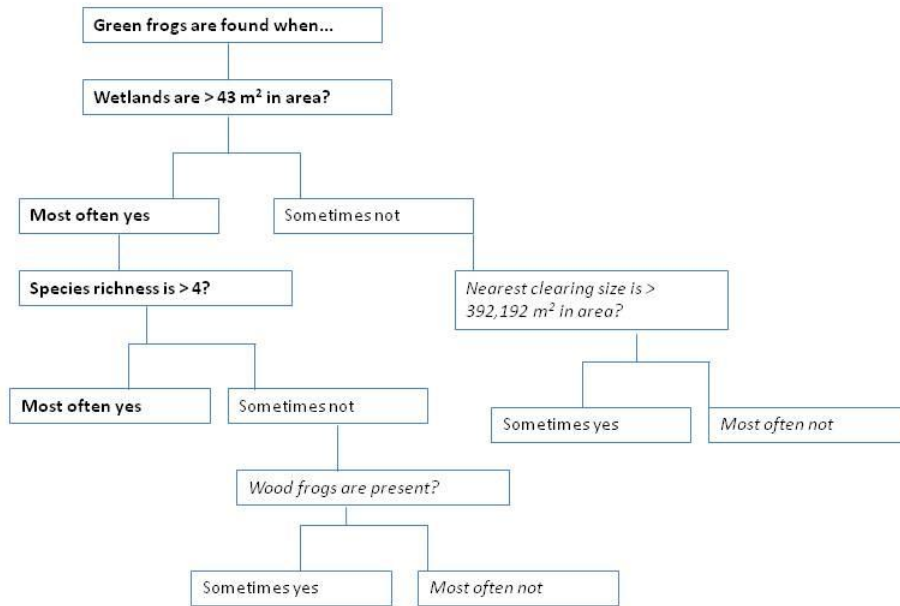 Green frogs are found when...
Wetlands are > 43 m² in area?
Most often yes
Sometimes not
Species richness is > 4?
Nearest clearing size is >
392,192 m² in area?
Most often yes
Sometimes not
Sometimes yes
Most often not
Wood frogs are present?
Sometimes yes
Most often not